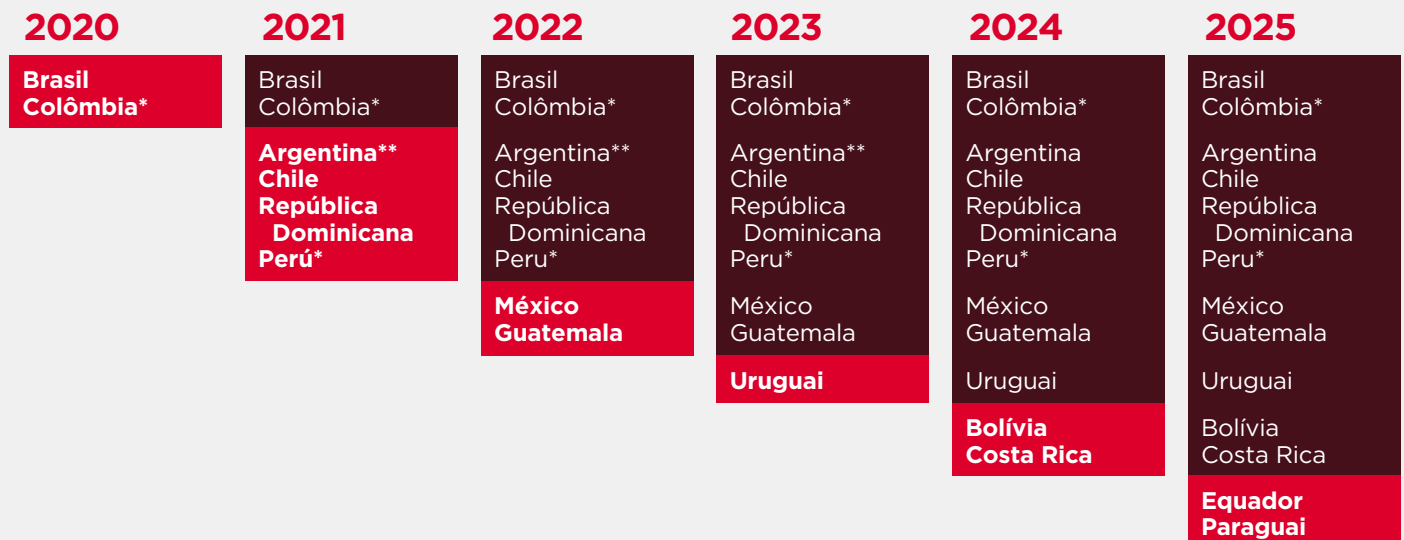 2020
Brasil
Colômbia*
2021
Brasil
Colômbia*
Argentina**
Chile
República
Dominicana
Perú*
2022
Brasil
Colômbia*
Argentina**
Chile
República
Dominicana
Peru*
México
Guatemala
2023
Brasil
Colômbia*
Argentina**
Chile
República
Dominicana
Peru*
México
Guatemala
Uruguai
2024
Brasil
Colômbia*
Argentina
Chile
República
Dominicana
Peru*
México
Guatemala
Uruguai
Bolívia
Costa Rica
2025
Brasil
Colômbia*
Argentina
Chile
República
Dominicana
Peru*
México
Guatemala
Uruguai
Bolívia
Costa Rica
Equador
Paraguai